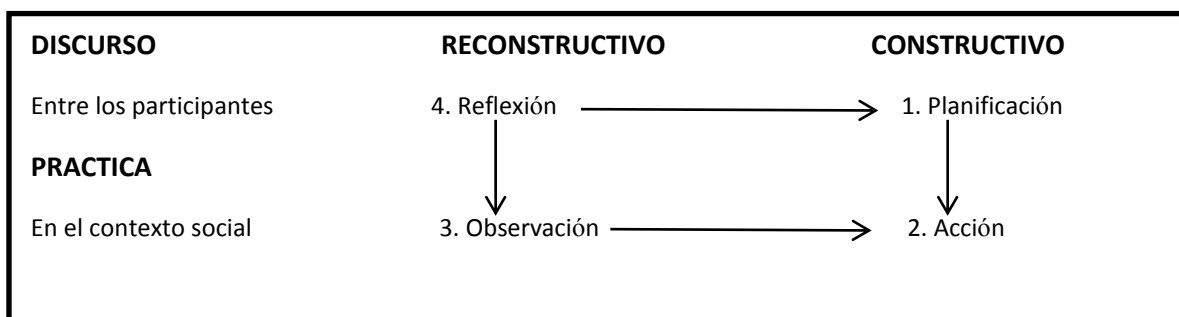 DISCURSO RECONSTRUCTIVO CONSTRUCTIVO
Entre los participantes 4. Reflexión 1. Planificación
PRACTICA
En el contexto social 3. Observación 2. Acción